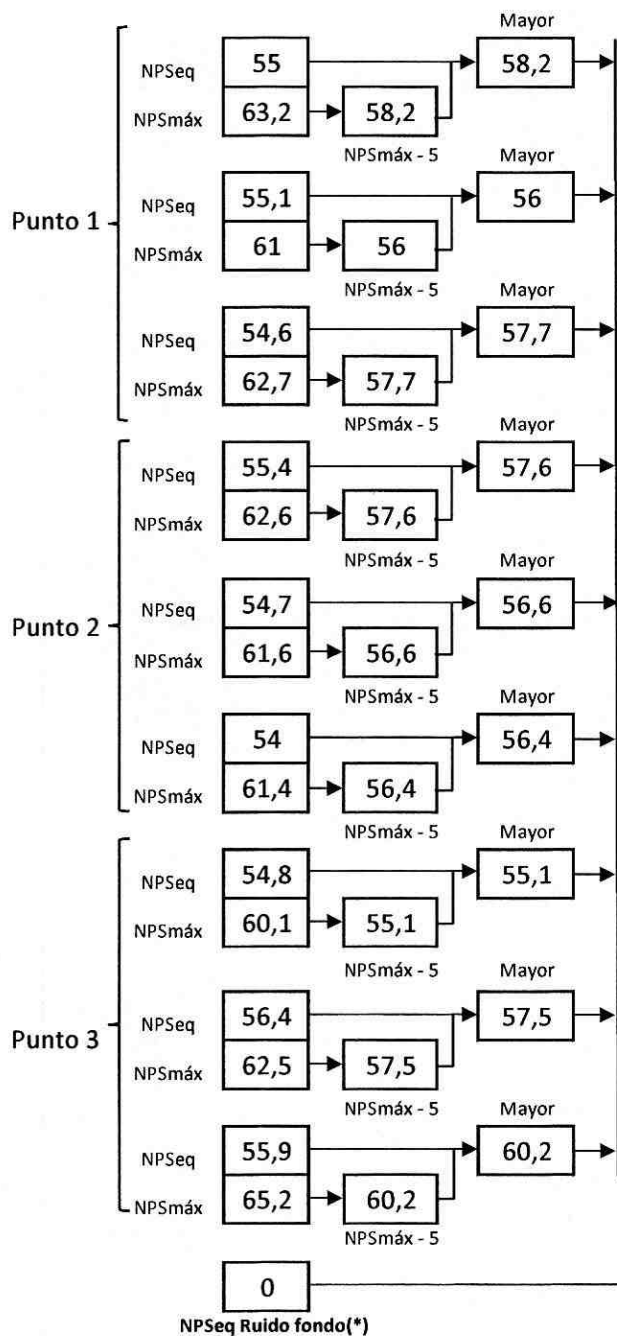 Mayor
NPSeq 55 58,2
NPSmáx 63,2 58,2
NPSmáx - 5
Mayor
NPSeq 55,1 56
Punto 1
NPSmáx 61 56
NPSmáx - 5
Mayor
NPSeq 54,6 57,7
NPSmáx 62,7 57,7
NPSmáx - 5
Mayor
NPSeq 55,4 57,6
NPSmáx 62,6 57,6
NPSmáx - 5
Mayor
NPSeq 54,7 56,6
Punto 2
NPSmáx 61,6 56,6
NPSmáx - 5
Mayor
NPSeq 54 56,4
NPSmáx 61,4 56,4
NPSmáx - 5
Mayor
NPSeq 54,8 55,1
NPSmáx 60,1 55,1
NPSmáx - 5
Mayor
NPSeq 56,4 57,5
Punto 3
NPSmáx 62,5 57,5
NPSmáx - 5
Mayor
NPSeq 55,9 60,2
NPSmáx 65,2 60,2
NPSmáx - 5
0
NPSeq Ruido fondo(*)